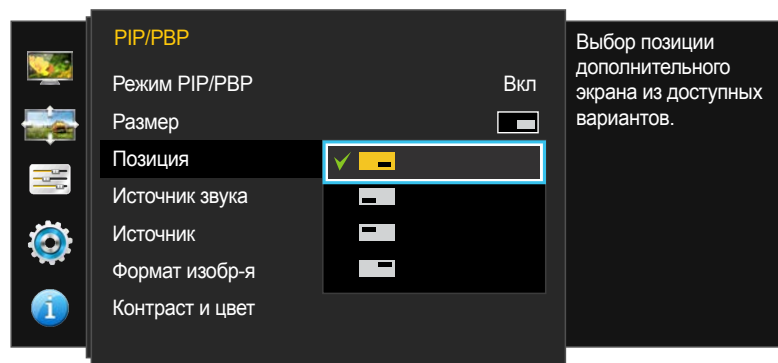 PIP/PBP
Режим PIP/PBP Вкл
Размер
Позиция
Источник звука
Источник
Формат изобр-я
Контраст и цвет
Выбор позиции
дополнительного
экрана из доступных
вариантов.